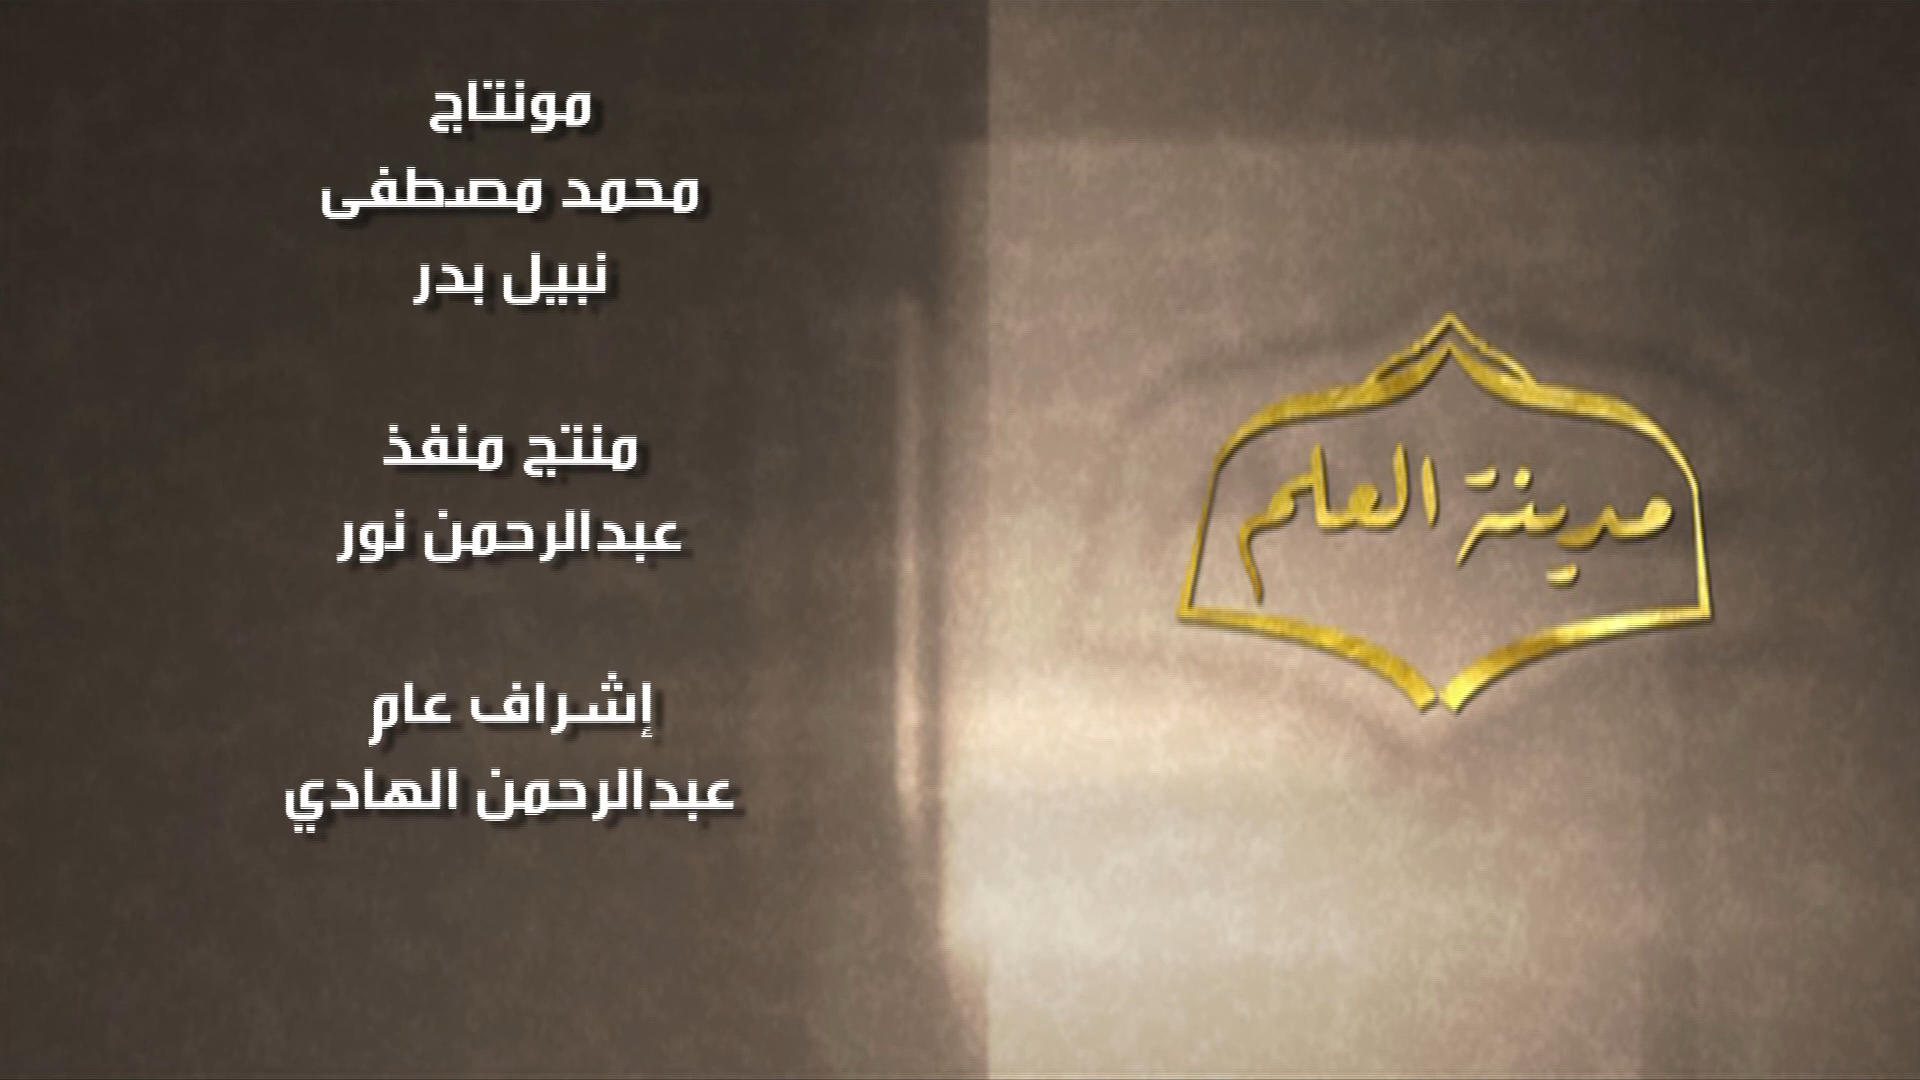 مونتاج
محمد مصطفى
نبيل بدر
منتج منفذ
عبدالرحمن نور
إشراف عام
عبدالرحمن الهادي
مدينة العلم